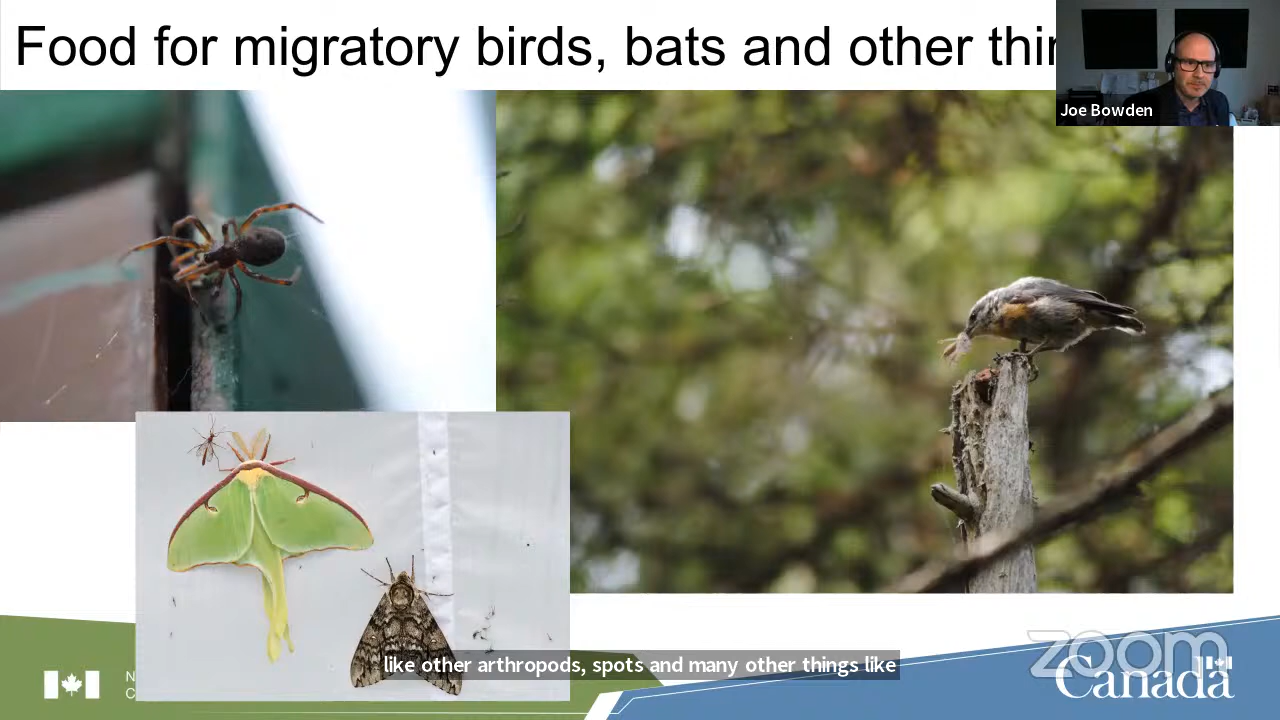 Food for migratory birds, bats and other
Joe Bowden
like other arthropods, spots and many other things like
zoom
Canada